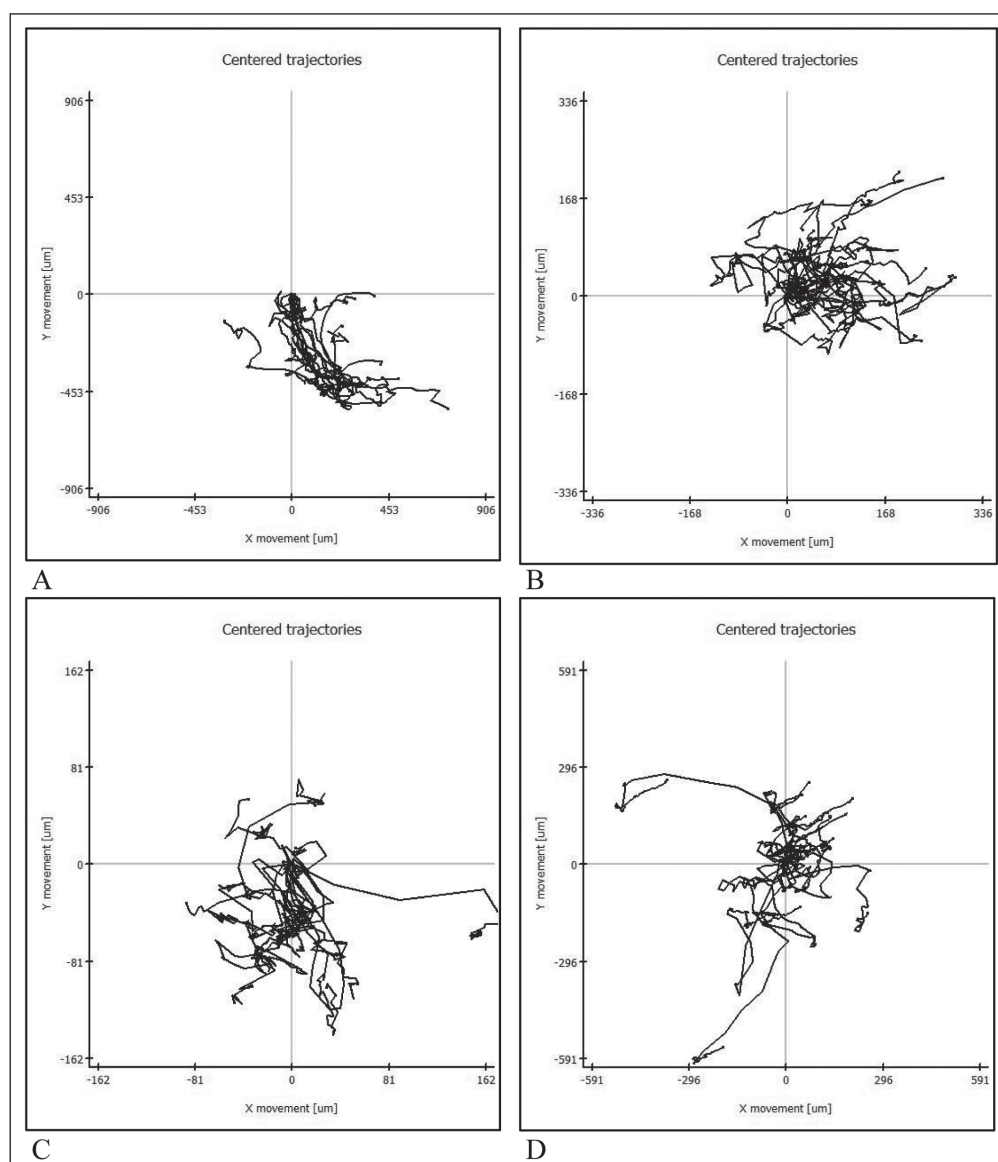 Centered trajectories
906
453
0
-453
-906
Y movement [um]
-906 -453 0 453 906
X movement [um]
A
Centered trajectories
336
168
0
-168
-336
Y movement [um]
-336 -168 0 168 336
X movement [um]
B
Centered trajectories
162
81
0
-81
-162
Y movement [um]
-162 -81 0 81 162
X movement [um]
C
Centered trajectories
591
296
0
-296
-591
Y movement [um]
-591 -296 0 296 591
X movement [um]
D